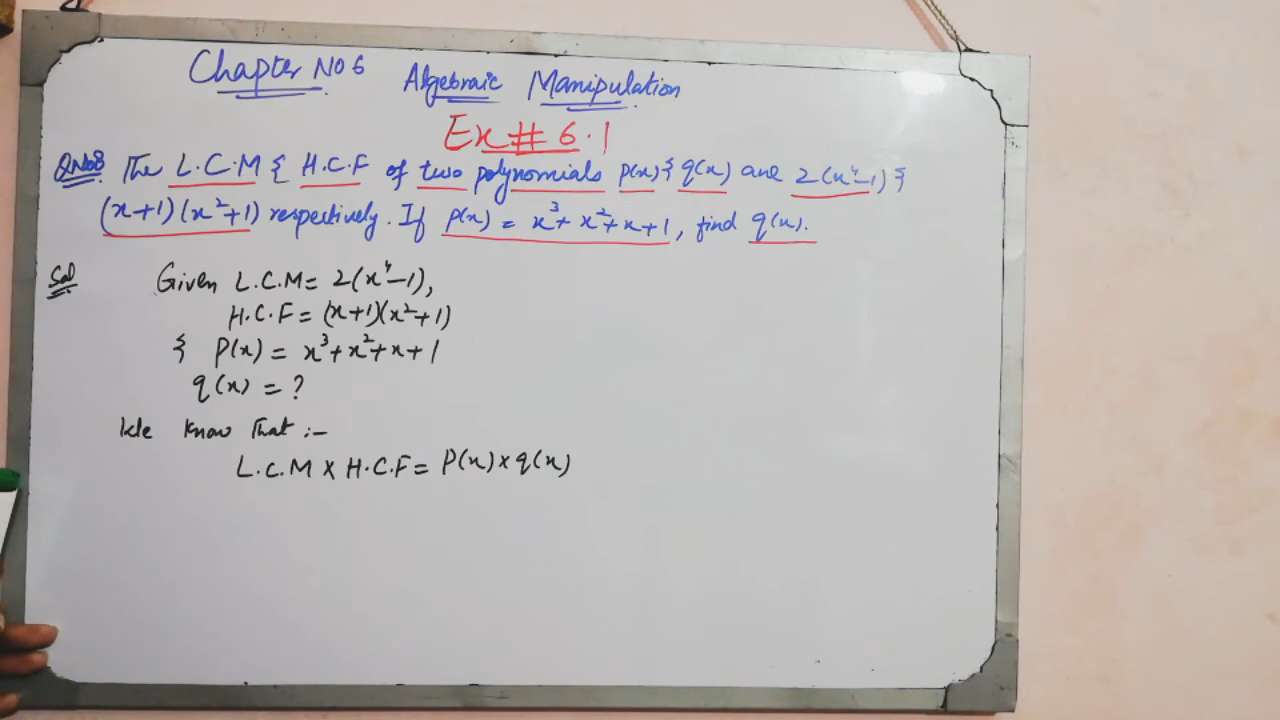 Chapter No 6 Algebraic Manipulation
Ex # 6.1
Q No8 The L.C.M & H.C.F of two polynomials p(x) & q(x) are 2(x⁴-1) &
(x+1)(x²+1) respectively. If p(x) = x³+x²+x+1, find q(x).
Sol Given L.C.M = 2(x⁴-1),
H.C.F = (x+1)(x²+1)
& P(x) = x³+x²+x+1
q(x) = ?
We know that :-
L.C.M x H.C.F = P(x) x q(x)